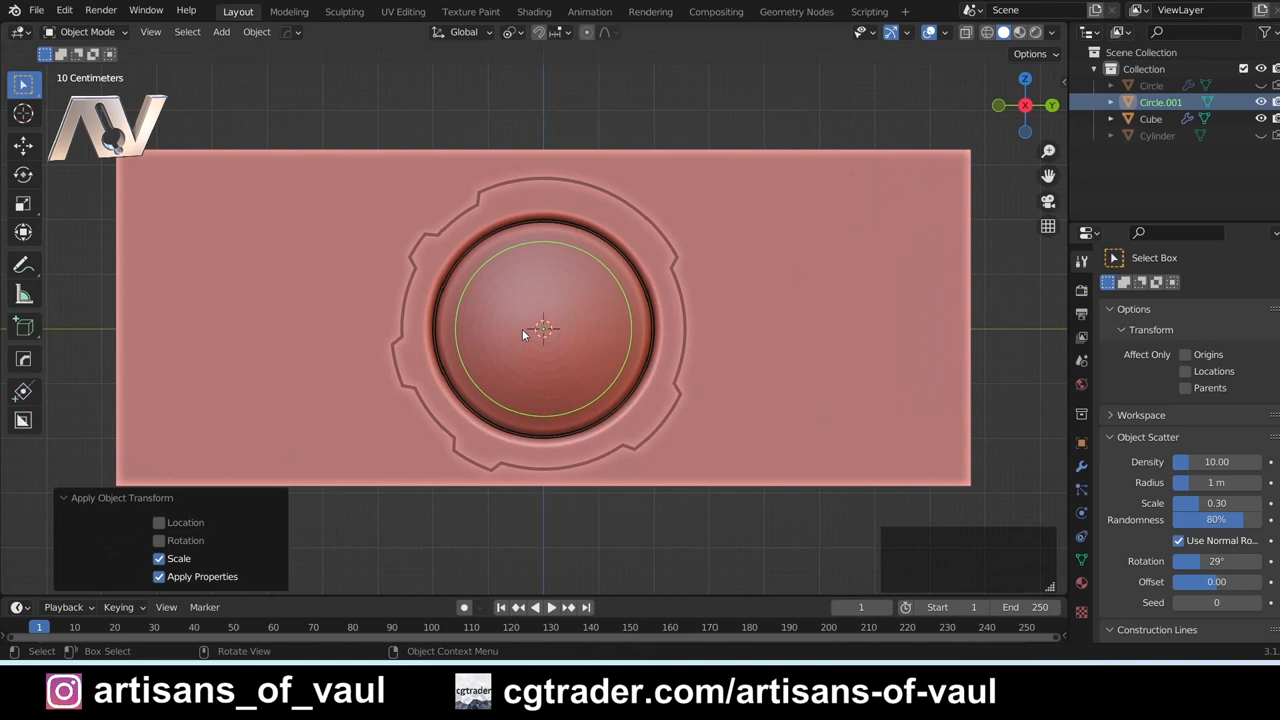 File Edit Render Window Help Layout Modeling Sculpting UV Editing Texture Paint Shading Animation Rendering Compositing Geometry Nodes Scripting Scene ViewLayer
Object Mode View Select Add Object Global
Options
10 Centimeters
Z
X
Y
AV
Scene Collection
Collection
Circle
Circle.001
Cube
Cylinder
Select Box
Options
Transform
Affect Only Origins
Locations
Parents
Workspace
Object Scatter
Density 10.00
Radius 1 m
Scale 0.30
Randomness 80%
Use Normal Ro...
Rotation 29°
Offset 0.00
Seed 0
Construction Lines
Apply Object Transform
Location
Rotation
Scale
Apply Properties
Playback Keying View Marker 1 Start 1 End 250
1 10 20 30 40 50 60 70 80 90 100 110 120 130 140 150 160 170 180 190 200 210 220 230 240 250
Select Box Select Rotate View Object Context Menu 3.1.
artisans_of_vaul cgtrader cgtrader.com/artisans-of-vaul